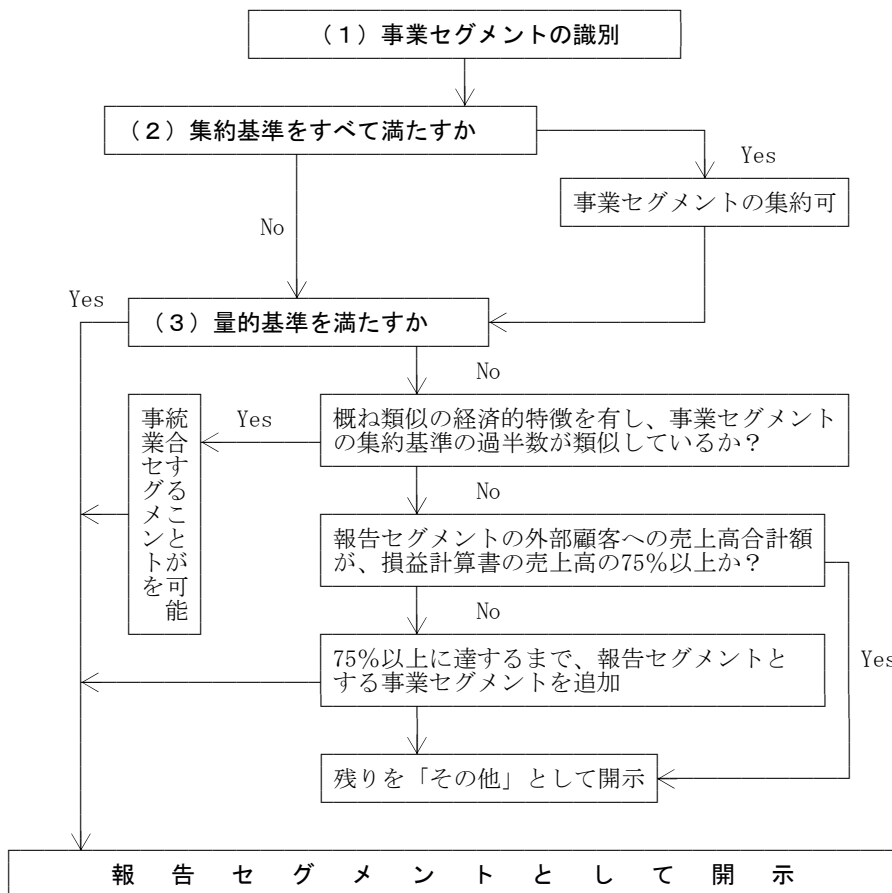 （１）事業セグメントの識別
（２）集約基準をすべて満たすか
Yes
事業セグメントの集約可
No
Yes
（３）量的基準を満たすか
No
概ね類似の経済的特徴を有し、事業セグメント
の集約基準の過半数が類似しているか？
Yes
事業セグメントを
統合することが可能
No
報告セグメントの外部顧客への売上高合計額
が、損益計算書の売上高の75％以上か？
No
Yes
75％以上に達するまで、報告セグメントと
する事業セグメントを追加
残りを「その他」として開示
報告セグメントとして開示